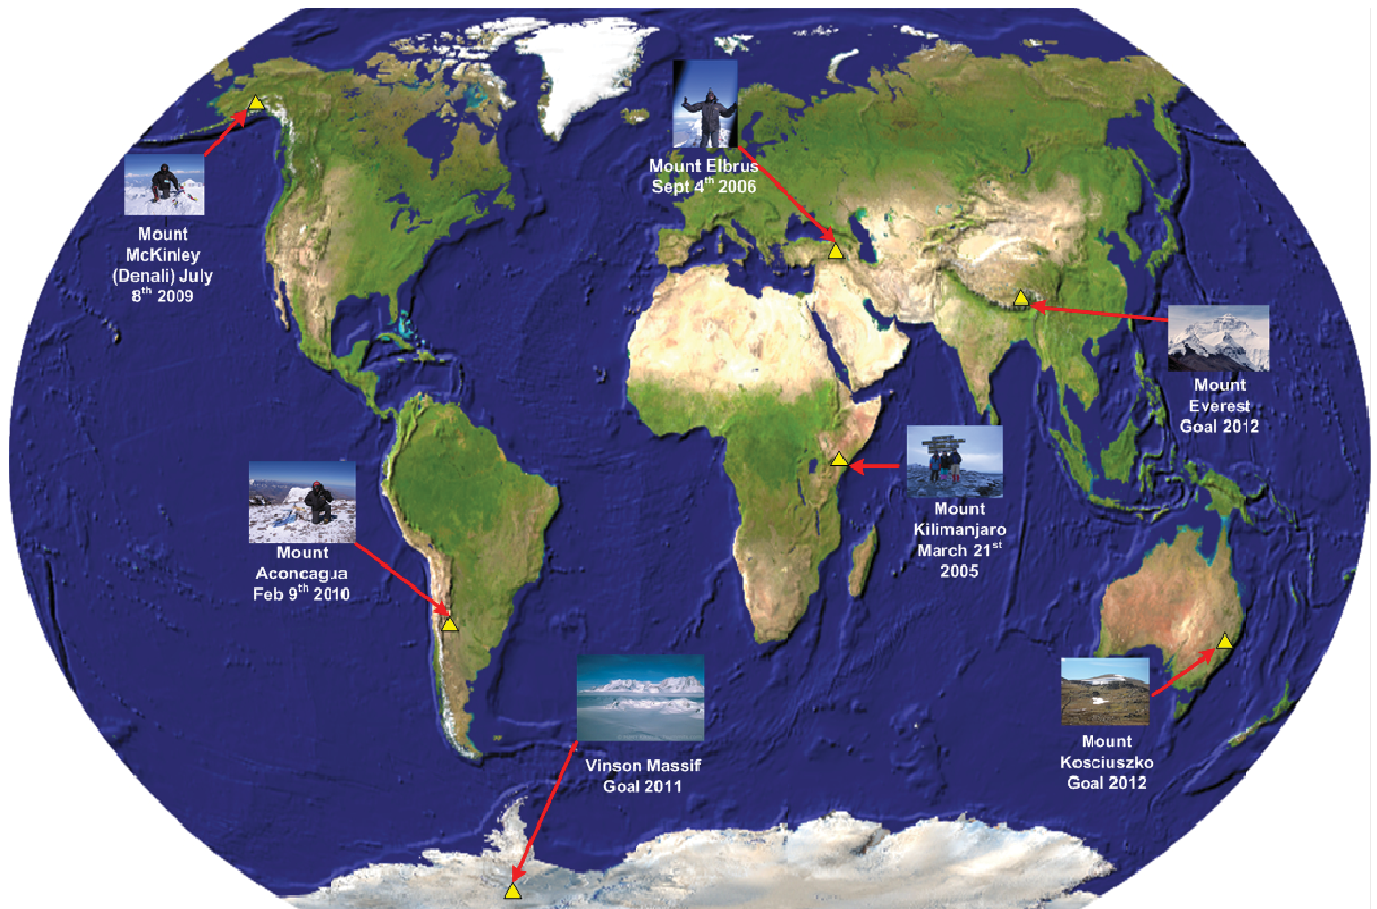 Mount
McKinley
(Denali) July
8th 2009
Mount Elbrus
Sept 4th 2006
Mount
Everest
Goal 2012
Mount
Kilimanjaro
March 21st
2005
Mount
Aconcagua
Feb 9th 2010
Vinson Massif
Goal 2011
Mount
Kosciuszko
Goal 2012